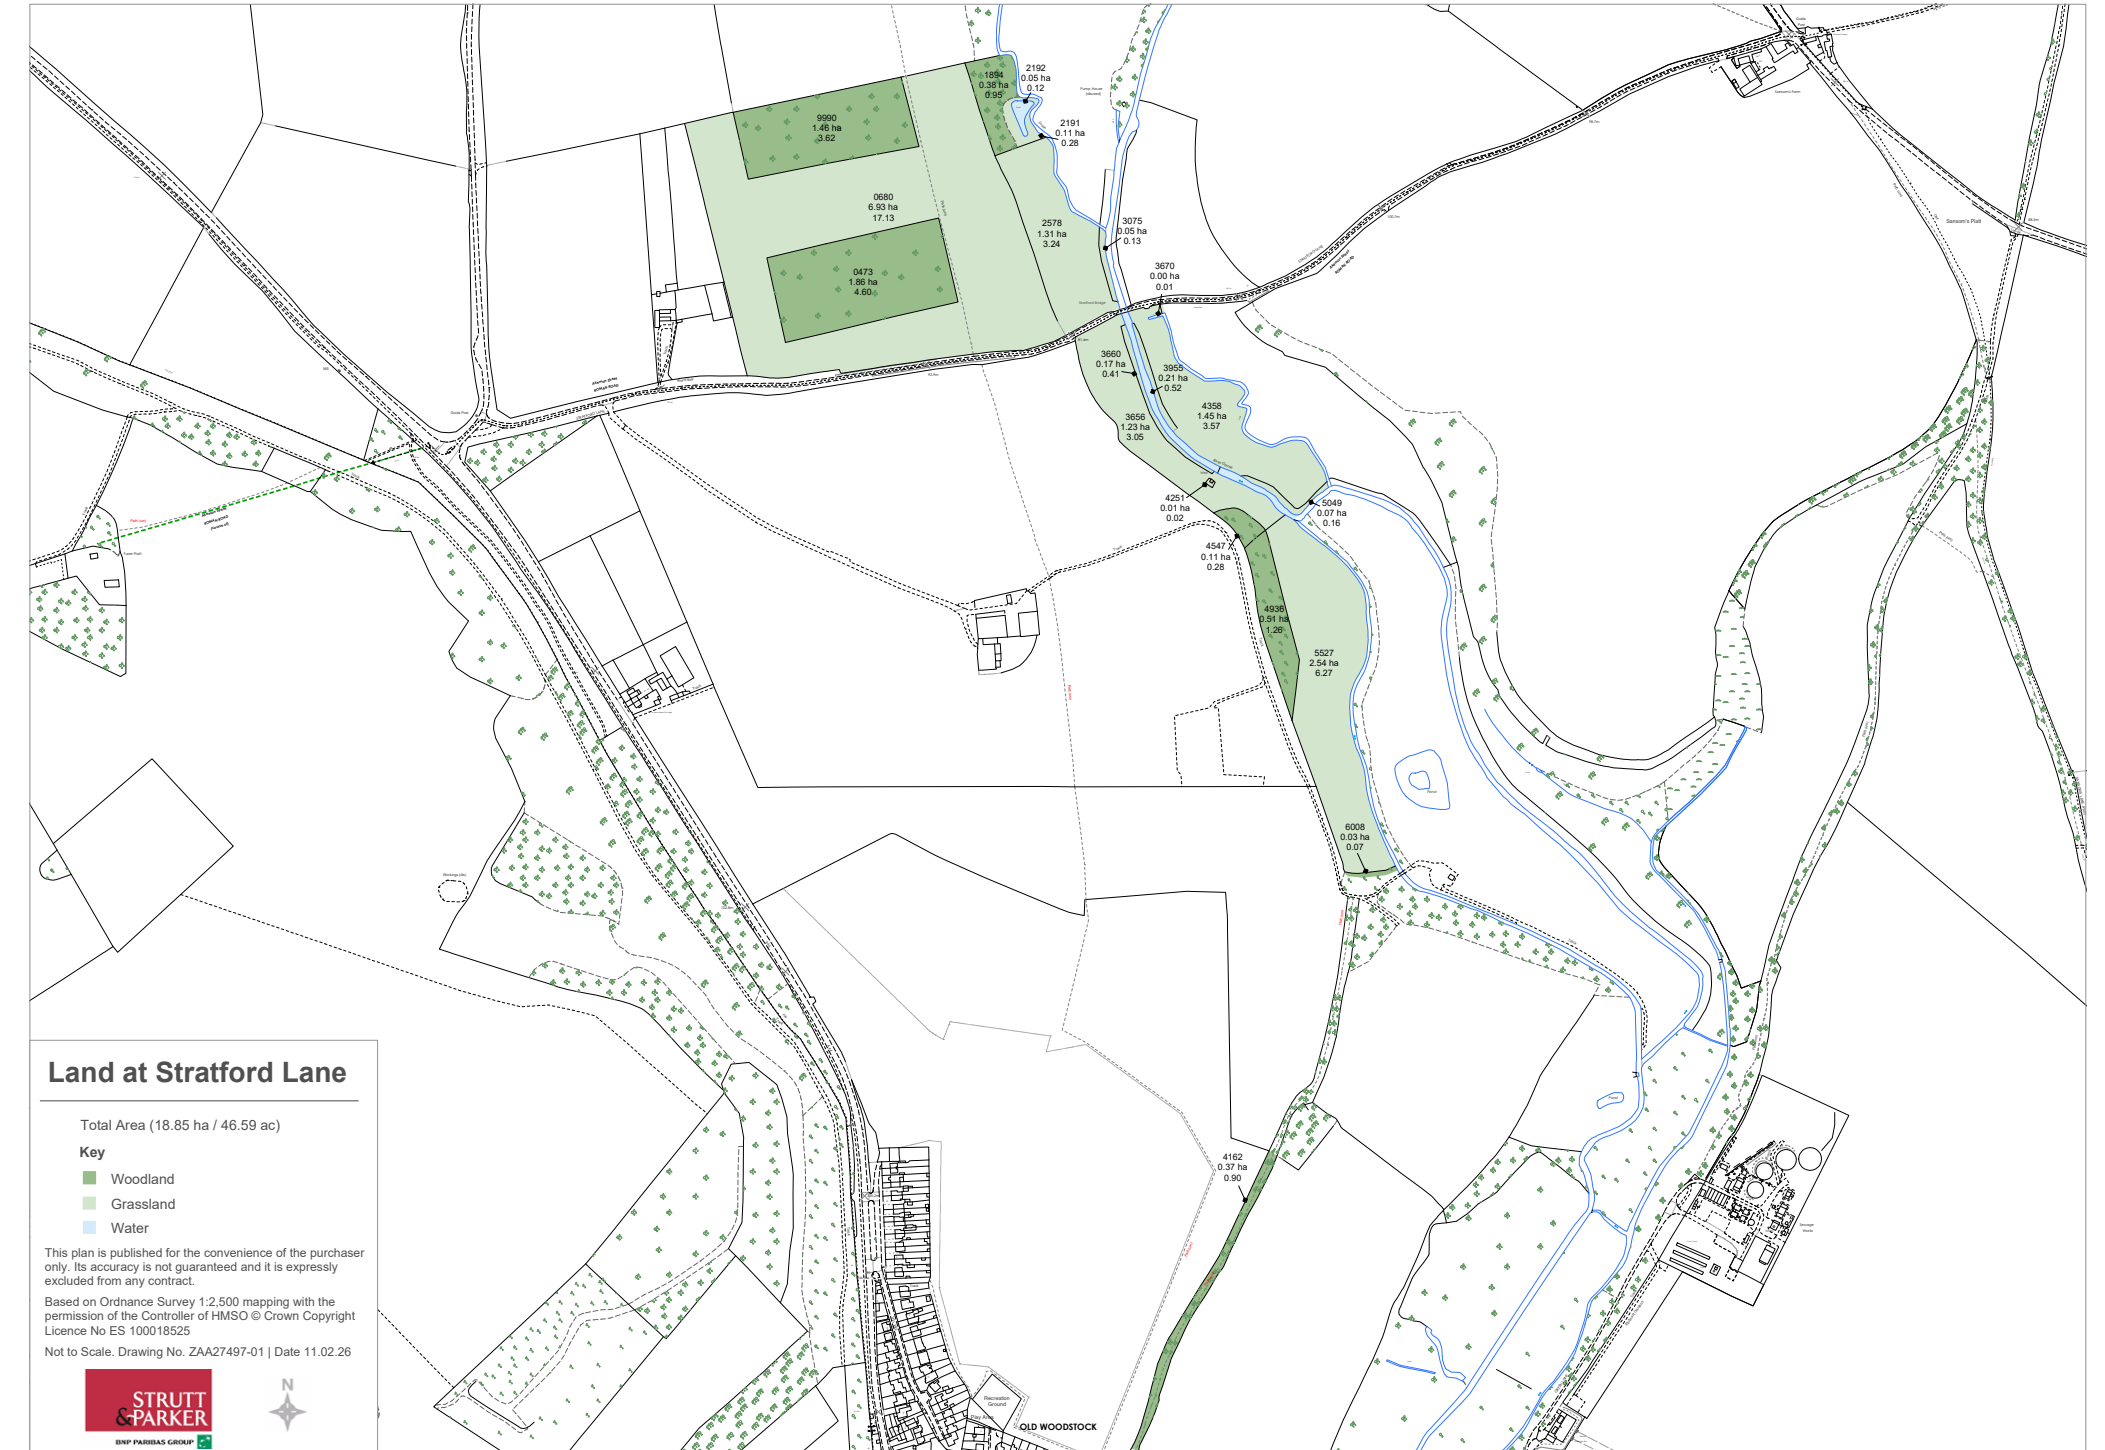 1894
0.38 ha
0.95
2192
0.05 ha
0.12
2191
0.11 ha
0.28
9990
1.46 ha
3.62
0680
6.93 ha
17.13
2578
1.31 ha
3.24
3075
0.05 ha
0.13
0473
1.86 ha
4.60
3670
0.00 ha
0.01
3660
0.17 ha
0.41
3955
0.21 ha
0.52
4358
1.45 ha
3.57
3656
1.23 ha
3.05
4251
0.01 ha
0.02
5049
0.07 ha
0.16
4547
0.11 ha
0.28
4936
0.51 ha
1.26
5527
2.54 ha
6.27
6008
0.03 ha
0.07
4162
0.37 ha
0.90
Sansom's Platt
Recreation
Ground
Play Area
OLD WOODSTOCK
Land at Stratford Lane
Total Area (18.85 ha / 46.59 ac)
Key
Woodland
Grassland
Water
This plan is published for the convenience of the purchaser
only. Its accuracy is not guaranteed and it is expressly
excluded from any contract.
Based on Ordnance Survey 1:2,500 mapping with the
permission of the Controller of HMSO © Crown Copyright
Licence No ES 100018525
Not to Scale. Drawing No. ZAA27497-01 | Date 11.02.26
STRUTT
&PARKER
BNP PARIBAS GROUP
N